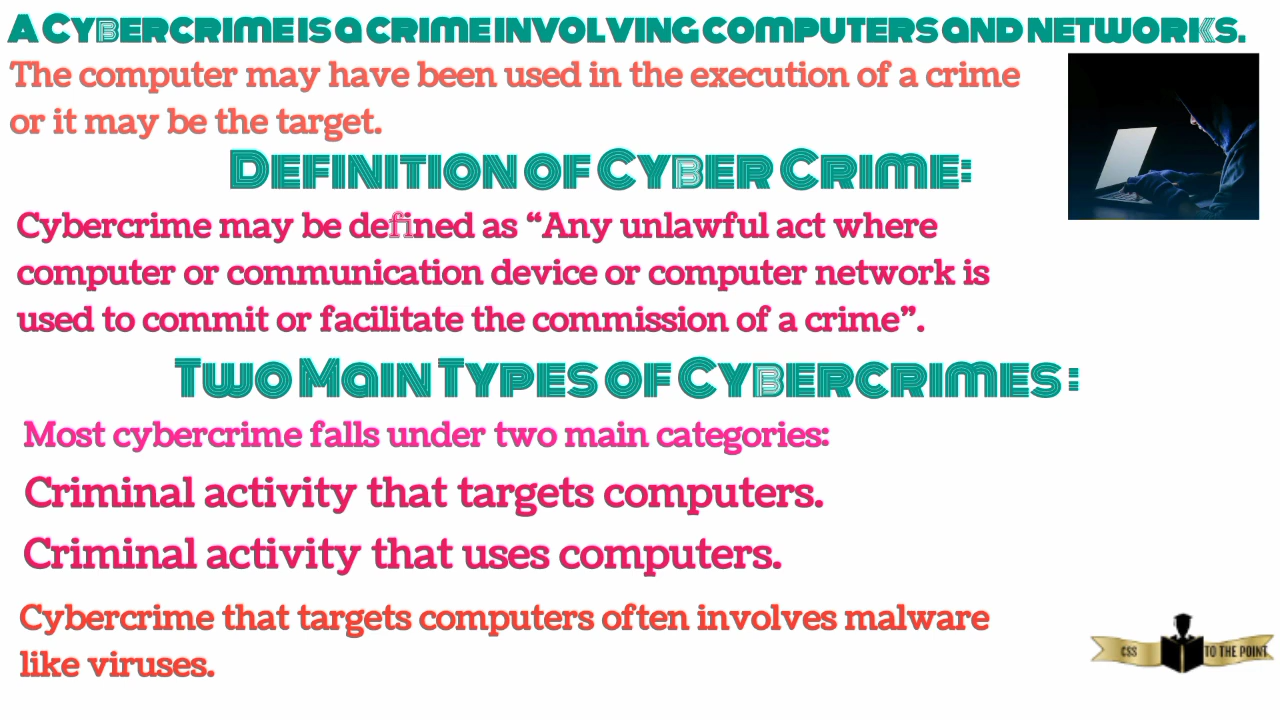 A Cybercrime is a crime involving computers and networks.
The computer may have been used in the execution of a crime
or it may be the target.
Definition of Cyber Crime:
Cybercrime may be defined as “Any unlawful act where
computer or communication device or computer network is
used to commit or facilitate the commission of a crime”.
Two Main Types of Cybercrimes :
Most cybercrime falls under two main categories:
Criminal activity that targets computers.
Criminal activity that uses computers.
Cybercrime that targets computers often involves malware
like viruses.
CSS TO THE POINT